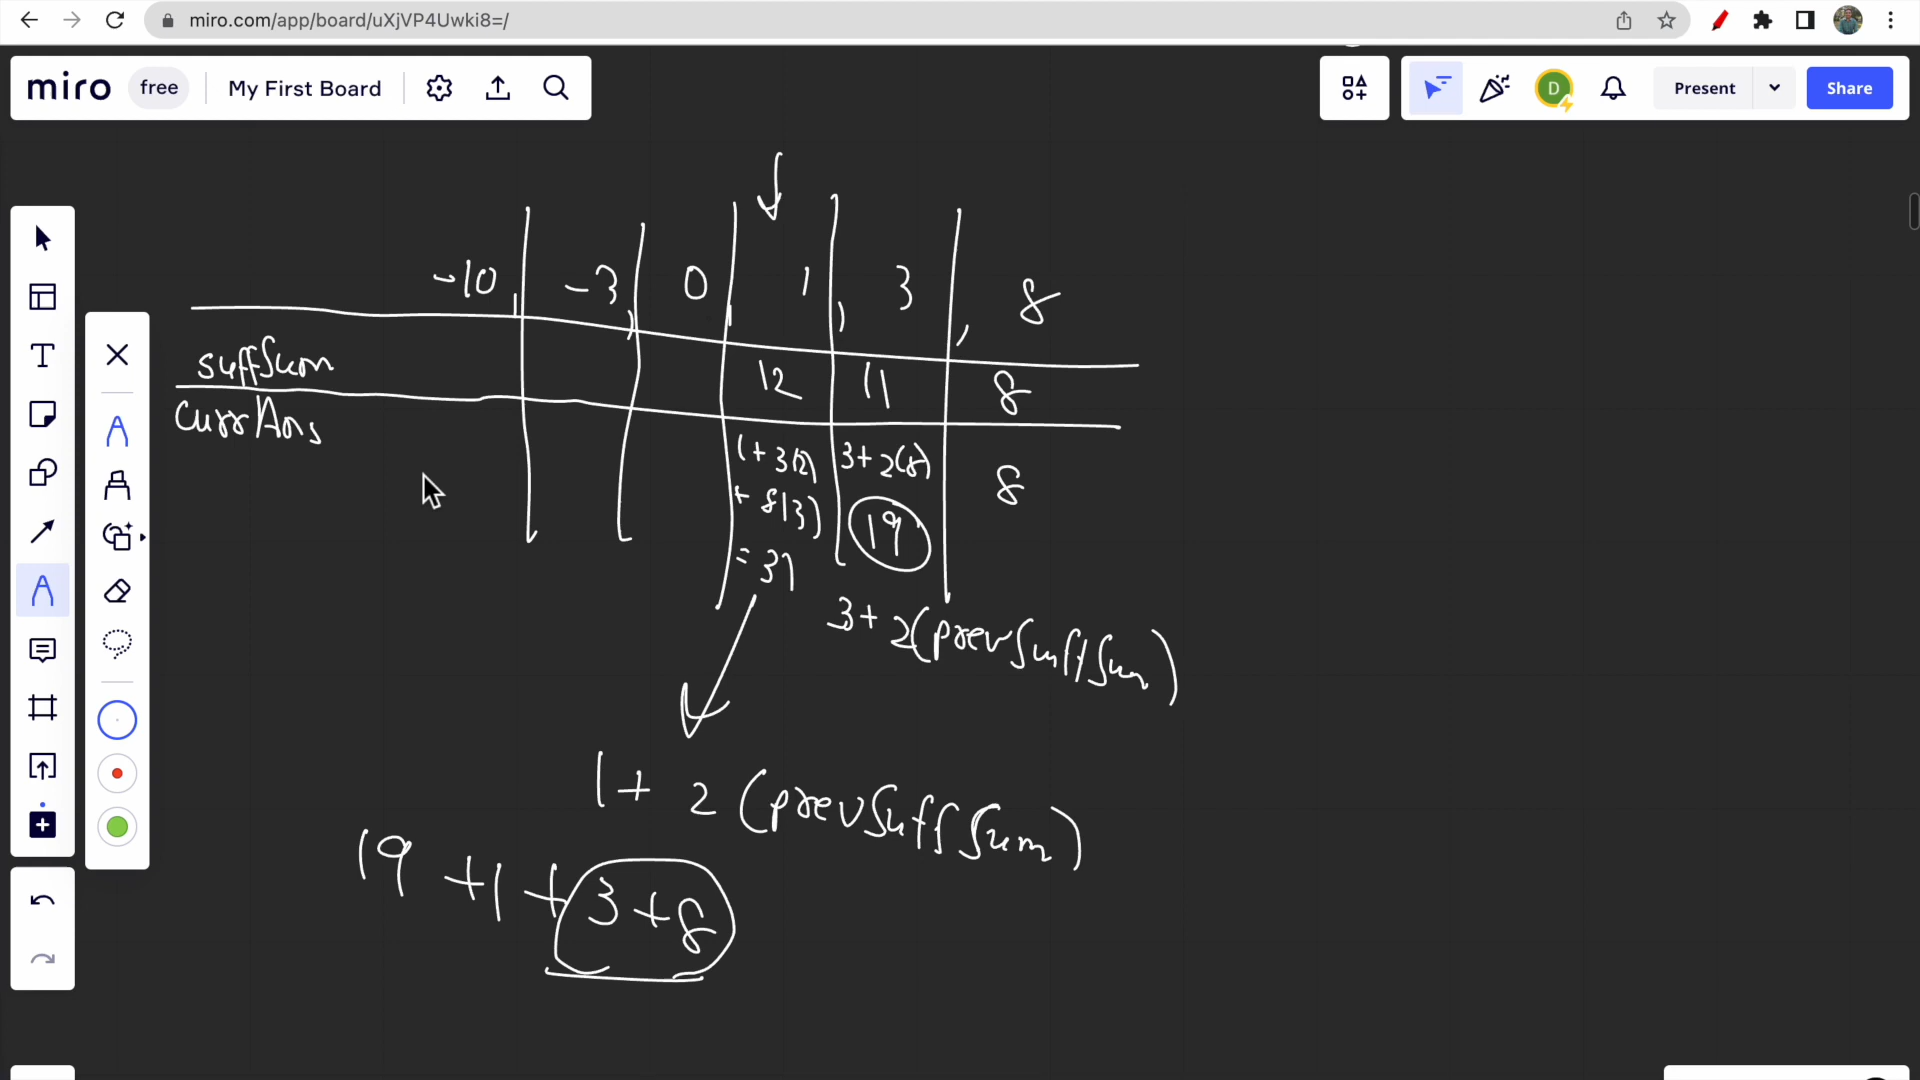 miro.com/app/board/uXjVP4Uwki8=/
miro free My First Board
D Present Share
-10, -3, 0, 1, 3, 8
suffSum 12 11 8
CurrAns
1+3(2) 3+2(8) 8
+8(3) 19
=31
3+2(prevSuffSum)
1+ 2(prevSuffSum)
19 +1+3+8
T